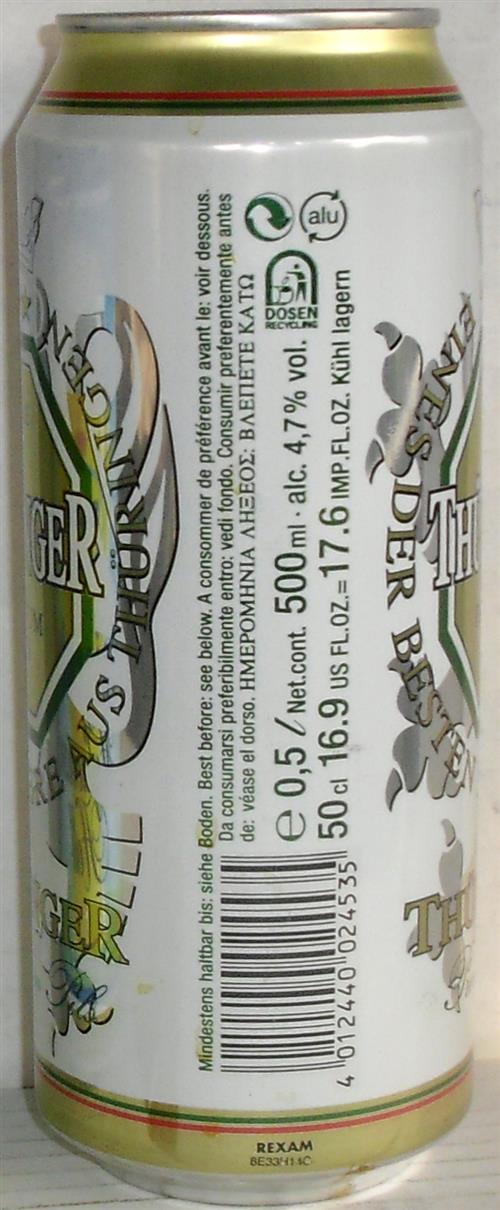 Mindestens haltbar bis: siehe Boden. Best before: see below. A consommer de préférence avant le: voir dessous.
Da consumarsi preferibilmente entro: vedi fondo. Consumir preferentemente antes
de: véase el dorso. ΗΜΕΡΟΜΗΝΙΑ ΛΗΞΕΟΣ: ΒΛΕΠΕΤΕ ΚΑΤΩ
e 0,5 ℓ Net.cont. 500 ml · alc. 4,7% vol.
50 cl 16.9 US FL.OZ.= 17.6 IMP.FL.OZ. Kühl lagern
DOSEN
RECYCLING
alu
4 012440 024535
AUS THÜRINGEN
EINES DER BESTEN
REXAM